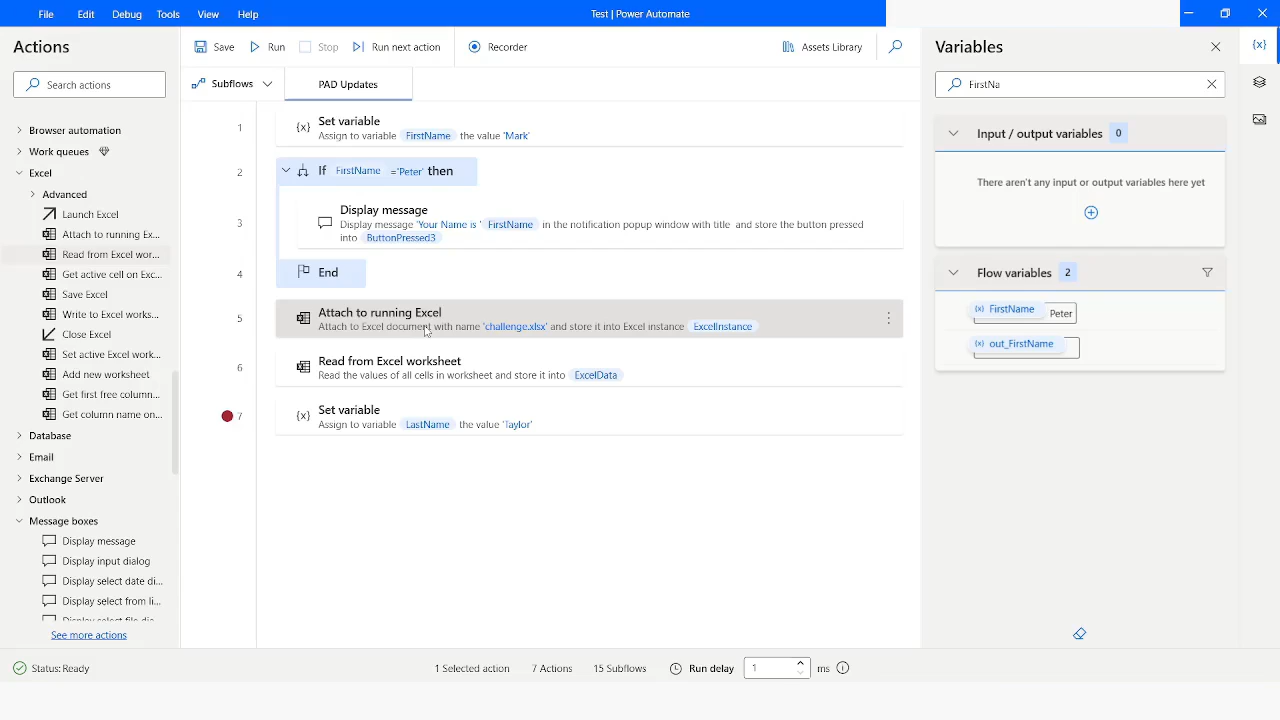 File Edit Debug Tools View Help
Test | Power Automate
Actions
Search actions
Browser automation
Work queues
Excel
Advanced
Launch Excel
Attach to running Ex...
Read from Excel wor...
Get active cell on Exc...
Save Excel
Write to Excel works...
Close Excel
Set active Excel work...
Add new worksheet
Get first free column...
Get column name on...
Database
Email
Exchange Server
Outlook
Message boxes
Display message
Display input dialog
Display select date di...
Display select from li...
Display select file dia...
See more actions
Save Run Stop Run next action Recorder Assets Library
Subflows PAD Updates
1 Set variable
Assign to variable FirstName the value 'Mark'
2 If FirstName ='Peter' then
3 Display message
Display message 'Your Name is ' FirstName in the notification popup window with title and store the button pressed
into ButtonPressed3
4 End
5 Attach to running Excel
Attach to Excel document with name 'challenge.xlsx' and store it into Excel instance ExcelInstance
6 Read from Excel worksheet
Read the values of all cells in worksheet and store it into ExcelData
7 Set variable
Assign to variable LastName the value 'Taylor'
Variables
FirstNa
Input / output variables 0
There aren't any input or output variables here yet
Flow variables 2
(x) FirstName Peter
(x) out_FirstName
{x}
Status: Ready 1 Selected action 7 Actions 15 Subflows Run delay 1 ms